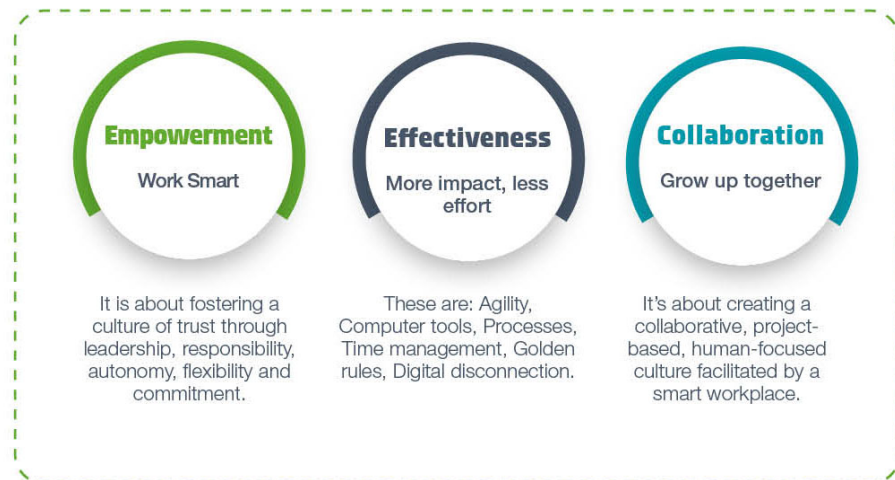 Empowerment
Work Smart
It is about fostering a
culture of trust through
leadership, responsibility,
autonomy, flexibility and
commitment.
Effectiveness
More impact, less
effort
These are: Agility,
Computer tools, Processes,
Time management, Golden
rules, Digital disconnection.
Collaboration
Grow up together
It’s about creating a
collaborative, project-
based, human-focused
culture facilitated by a
smart workplace.